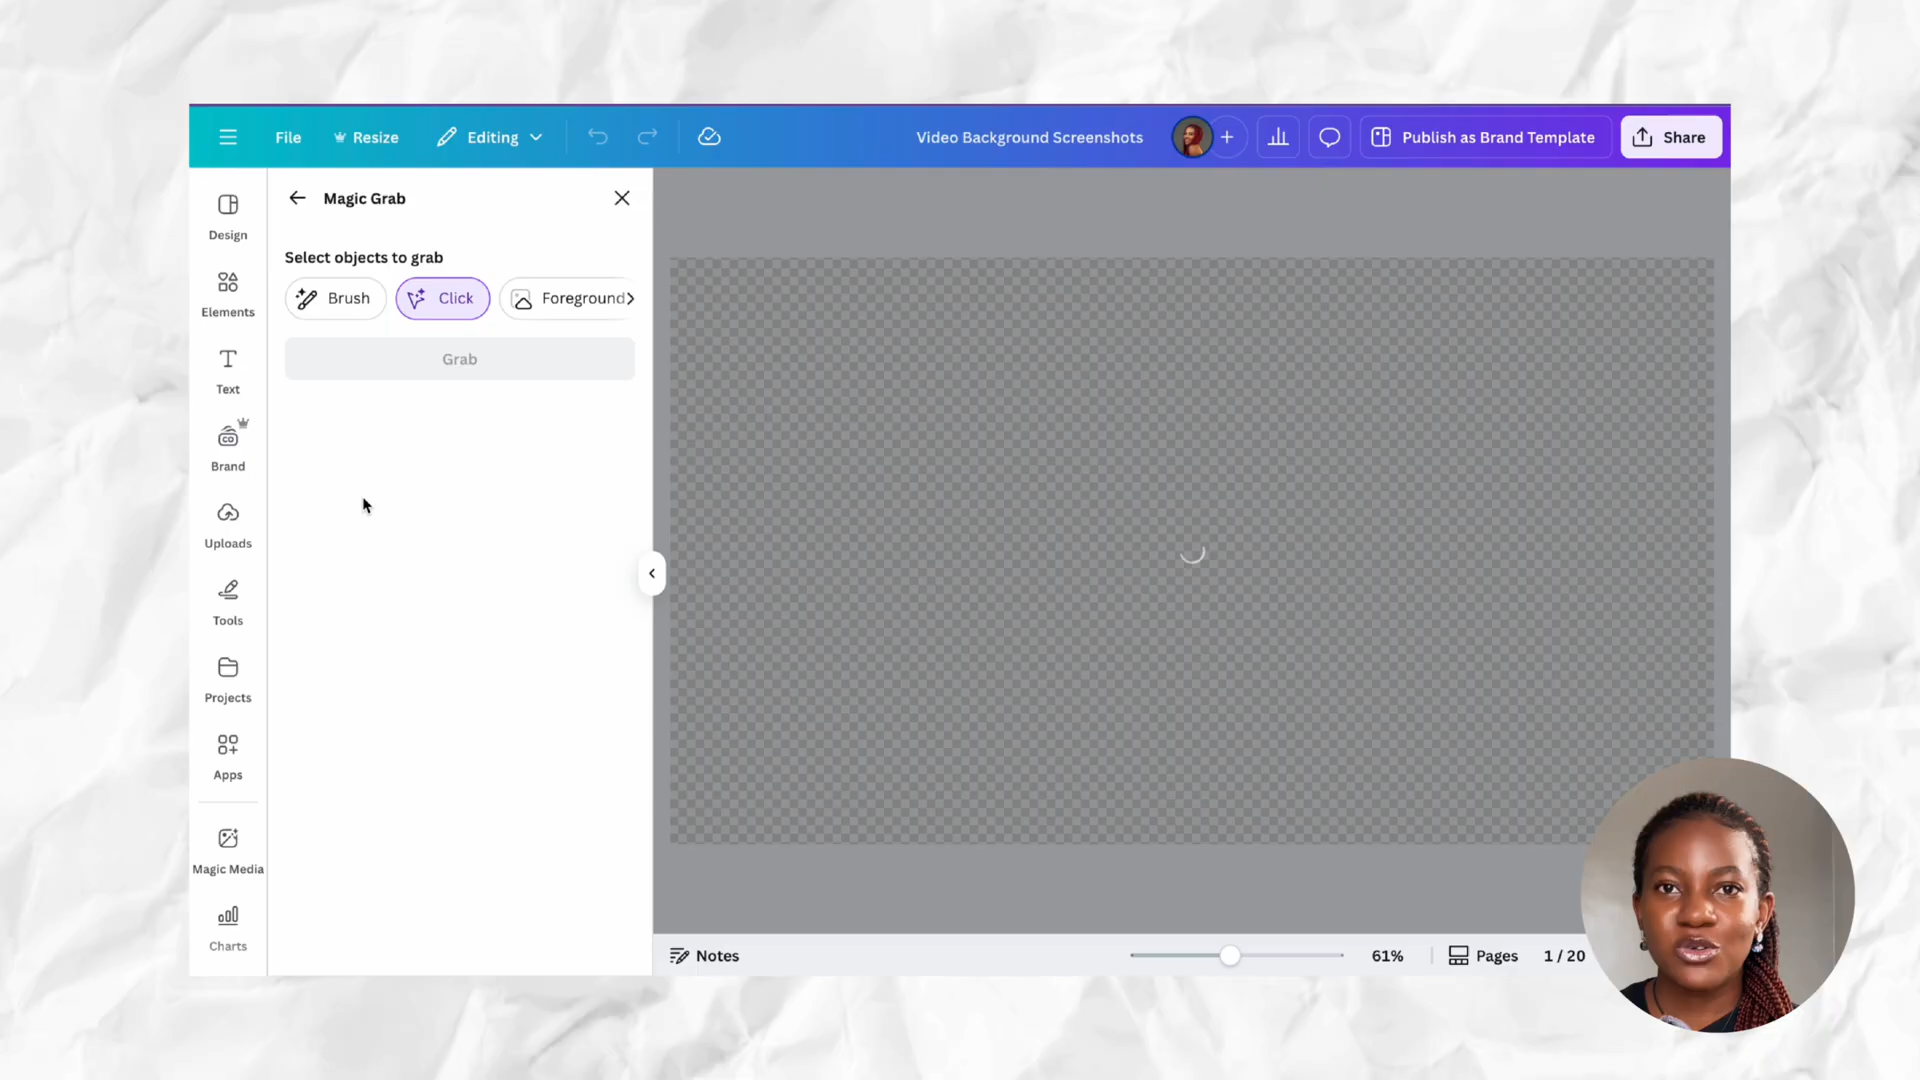 File
Resize
Editing
Video Background Screenshots
Publish as Brand Template
Share
Design
Elements
Text
Brand
Uploads
Tools
Projects
Apps
Magic Media
Charts
Magic Grab
Select objects to grab
Brush
Click
Foreground
Grab
Notes
61%
Pages
1 / 20